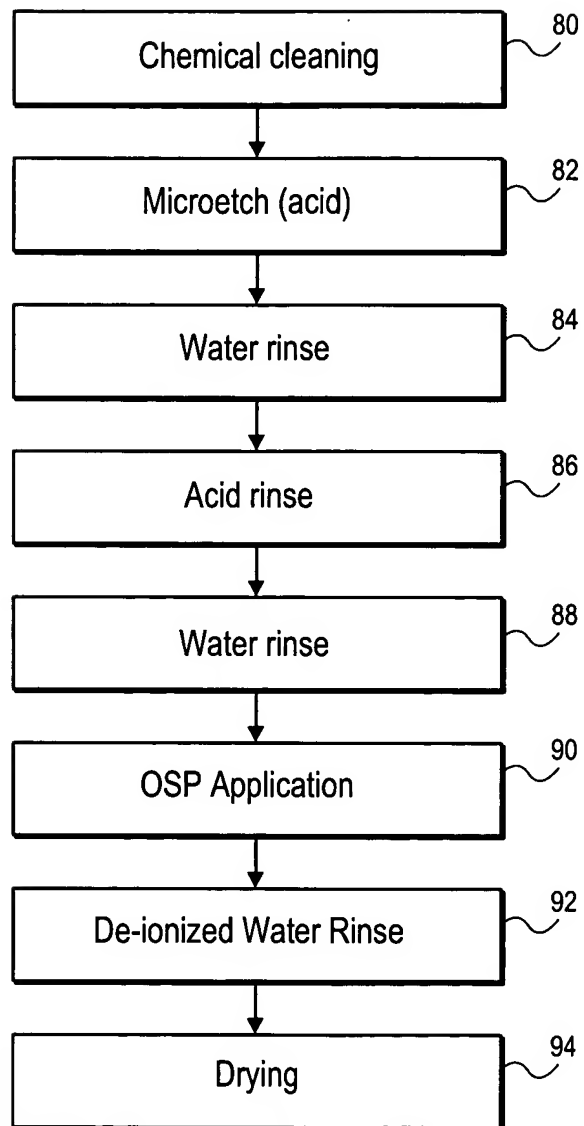 80
Chemical cleaning
82
Microetch (acid)
84
Water rinse
86
Acid rinse
88
Water rinse
90
OSP Application
92
De-ionized Water Rinse
94
Drying